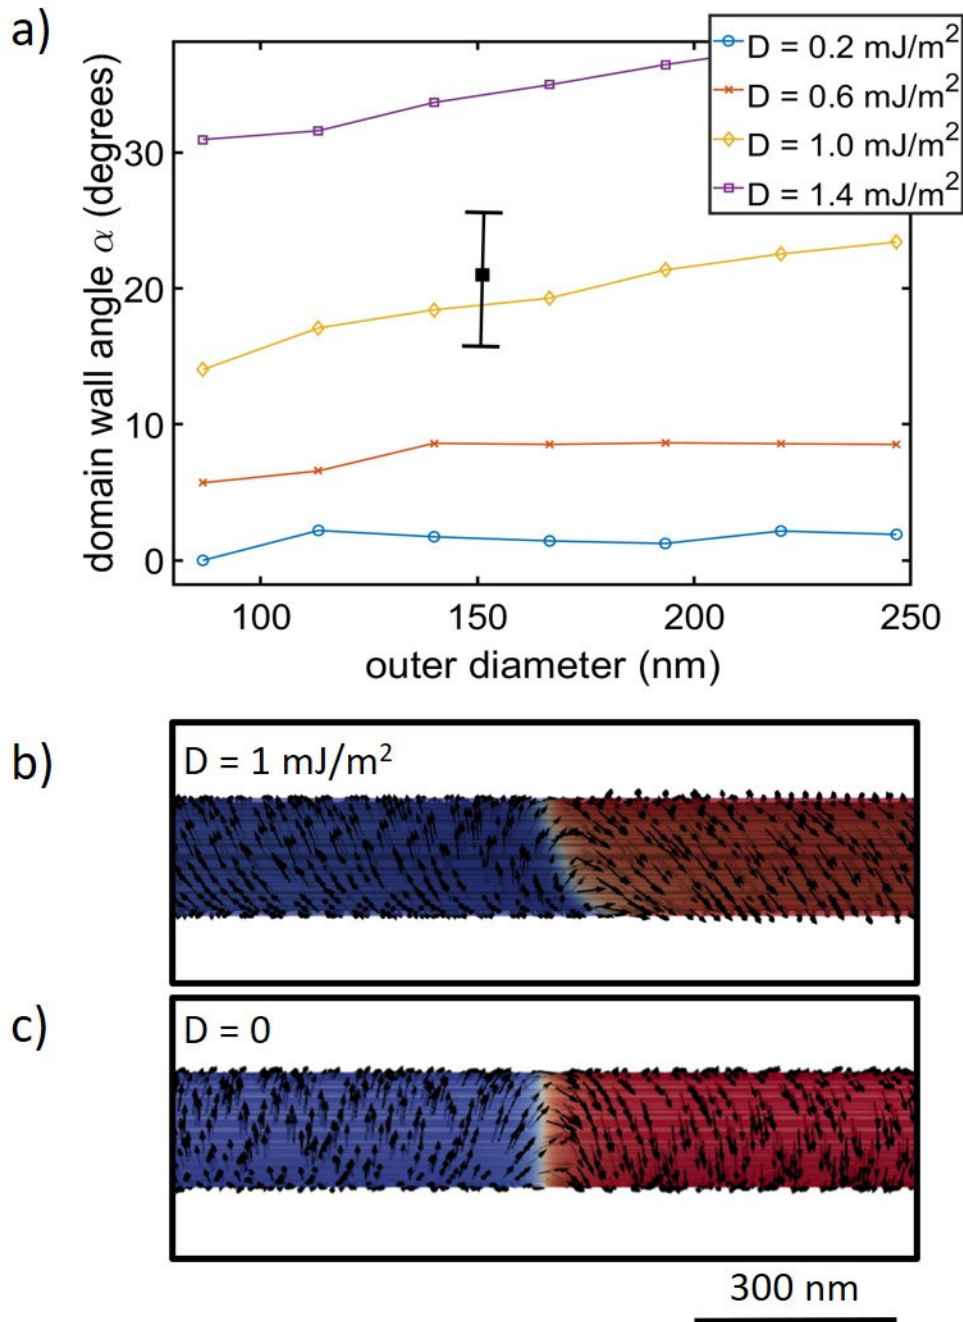 a)
D = 0.2 mJ/m²
D = 0.6 mJ/m²
D = 1.0 mJ/m²
D = 1.4 mJ/m²
domain wall angle α (degrees)
30
20
10
0
100 150 200 250
outer diameter (nm)
b)
D = 1 mJ/m²
c)
D = 0
300 nm